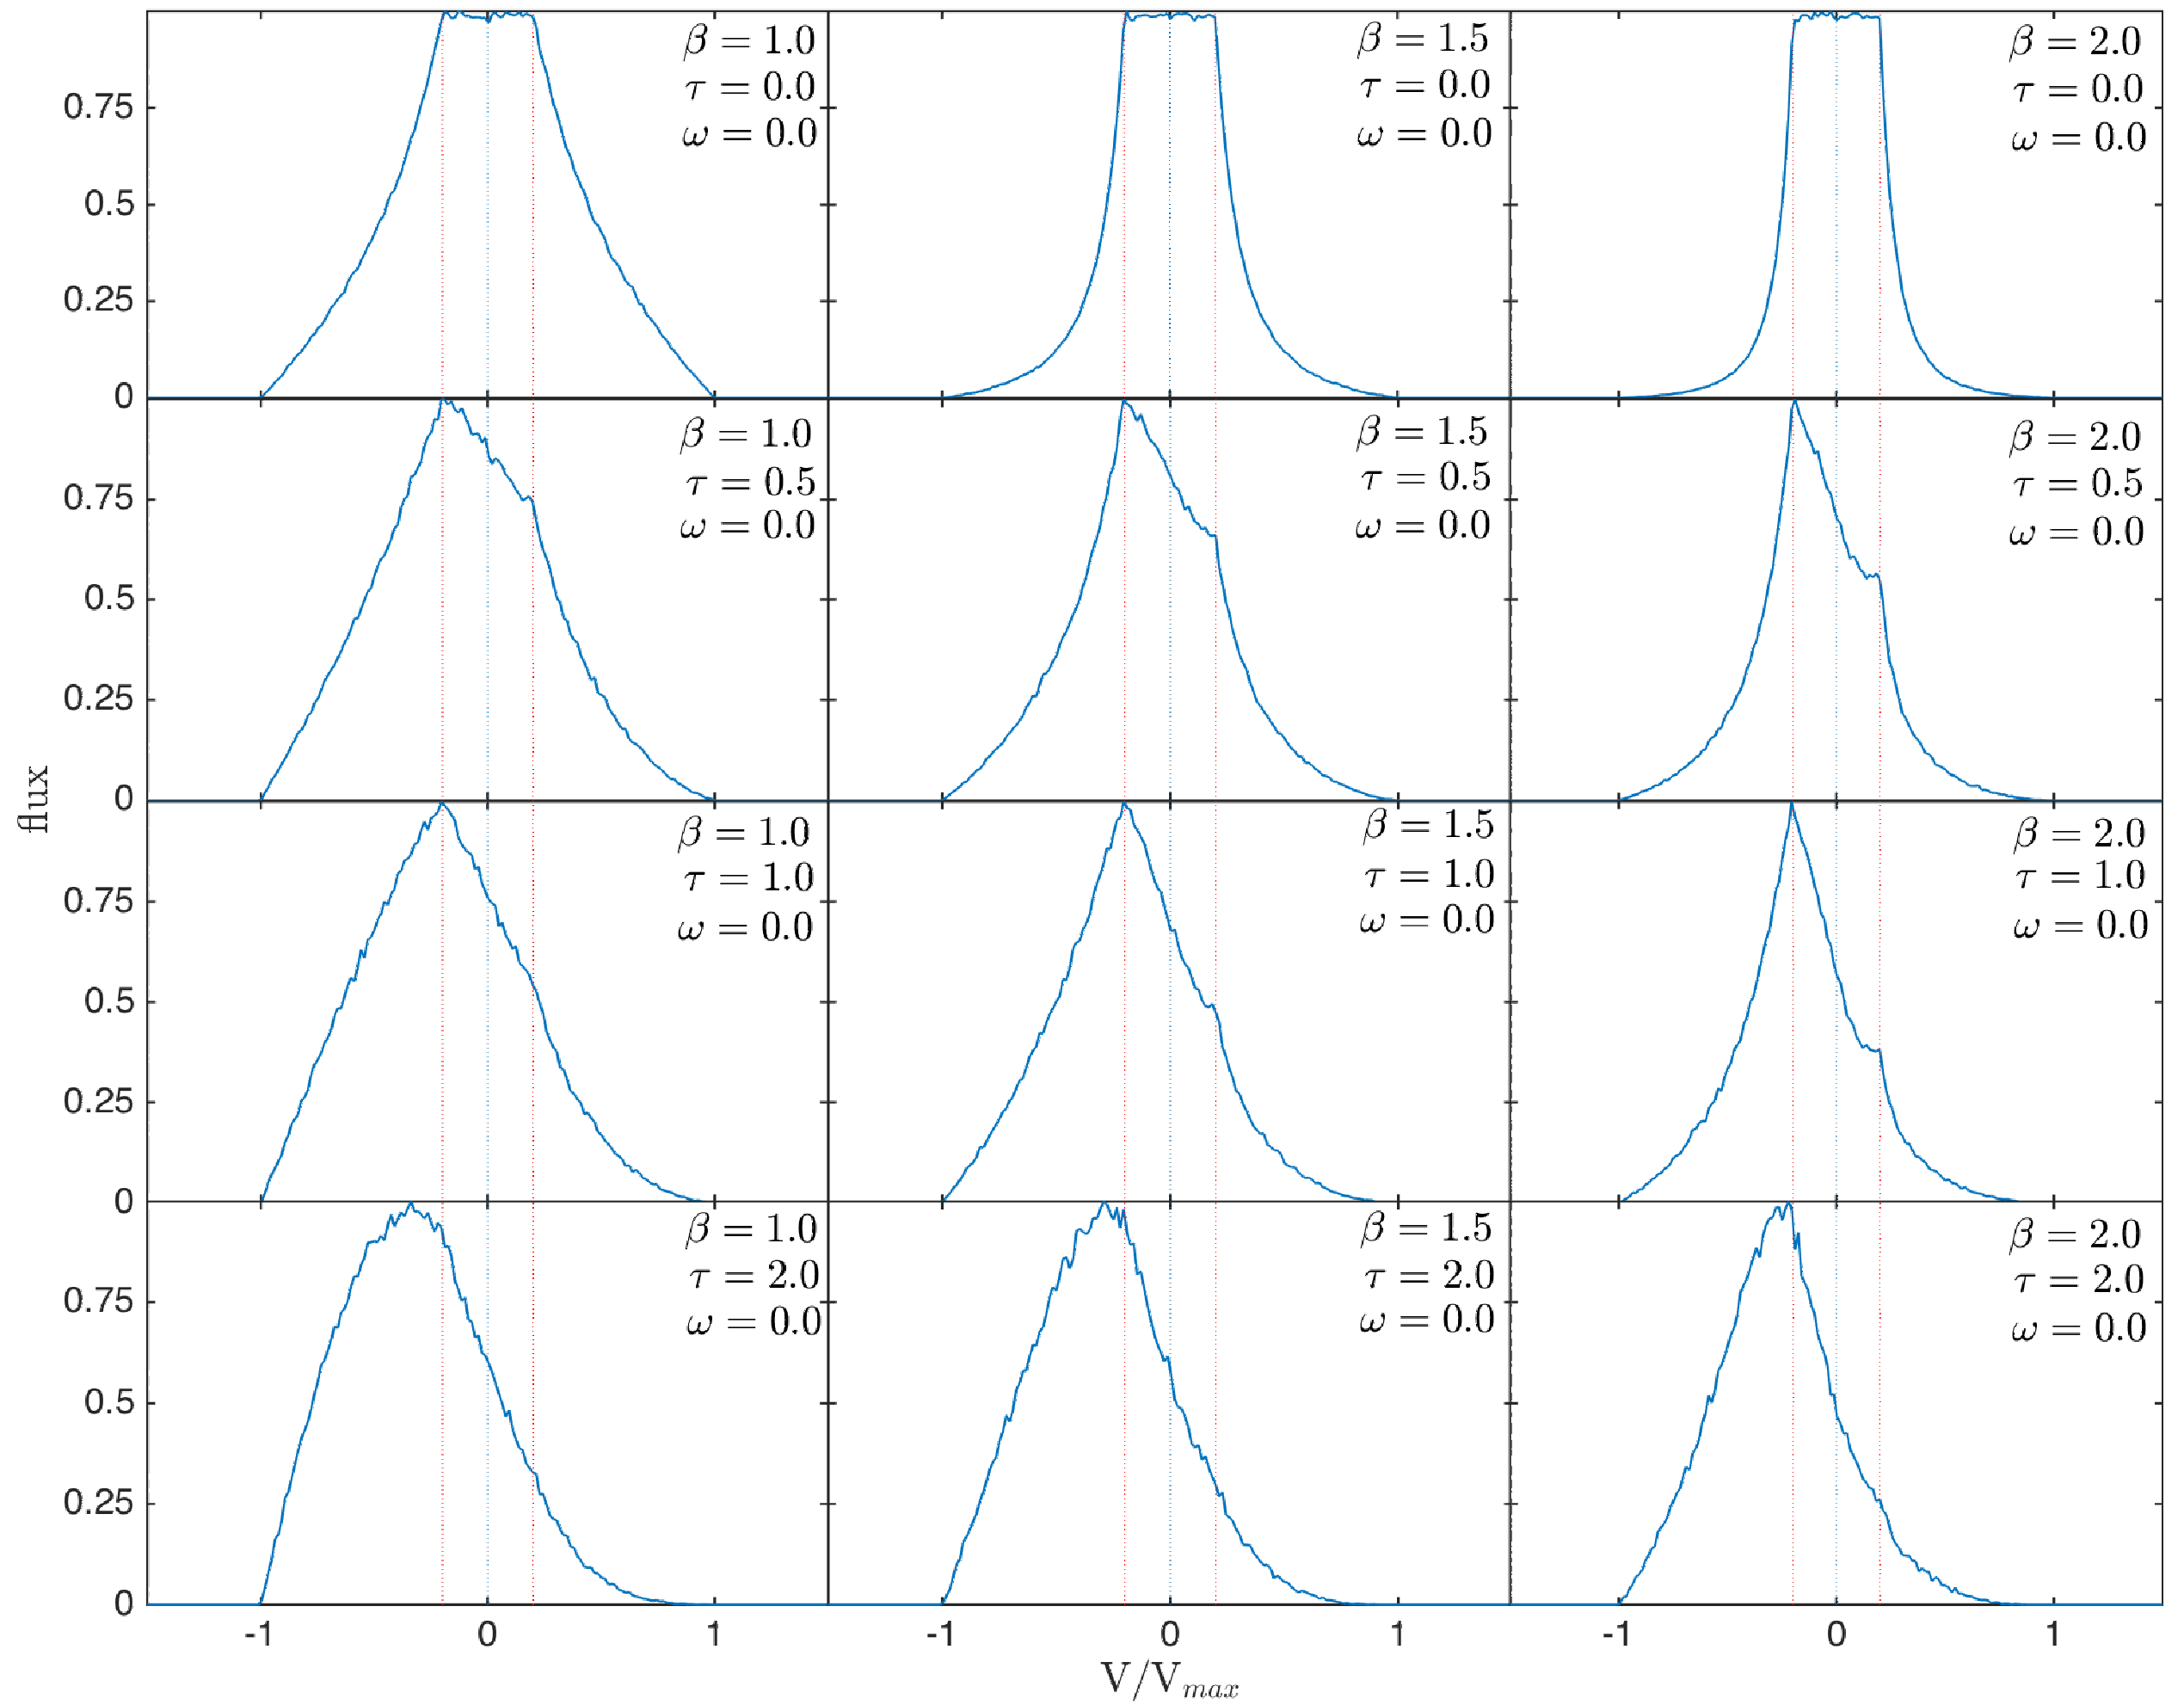 β = 1.0
τ = 0.0
ω = 0.0
β = 1.5
τ = 0.0
ω = 0.0
β = 2.0
τ = 0.0
ω = 0.0
0.75
0.5
0.25
0
β = 1.0
τ = 0.5
ω = 0.0
β = 1.5
τ = 0.5
ω = 0.0
β = 2.0
τ = 0.5
ω = 0.0
0.75
0.5
0.25
0
flux
β = 1.0
τ = 1.0
ω = 0.0
β = 1.5
τ = 1.0
ω = 0.0
β = 2.0
τ = 1.0
ω = 0.0
0.75
0.5
0.25
0
β = 1.0
τ = 2.0
ω = 0.0
β = 1.5
τ = 2.0
ω = 0.0
β = 2.0
τ = 2.0
ω = 0.0
0.75
0.5
0.25
0
-1 0 1 -1 0 1 -1 0 1
V/V$_{max}$